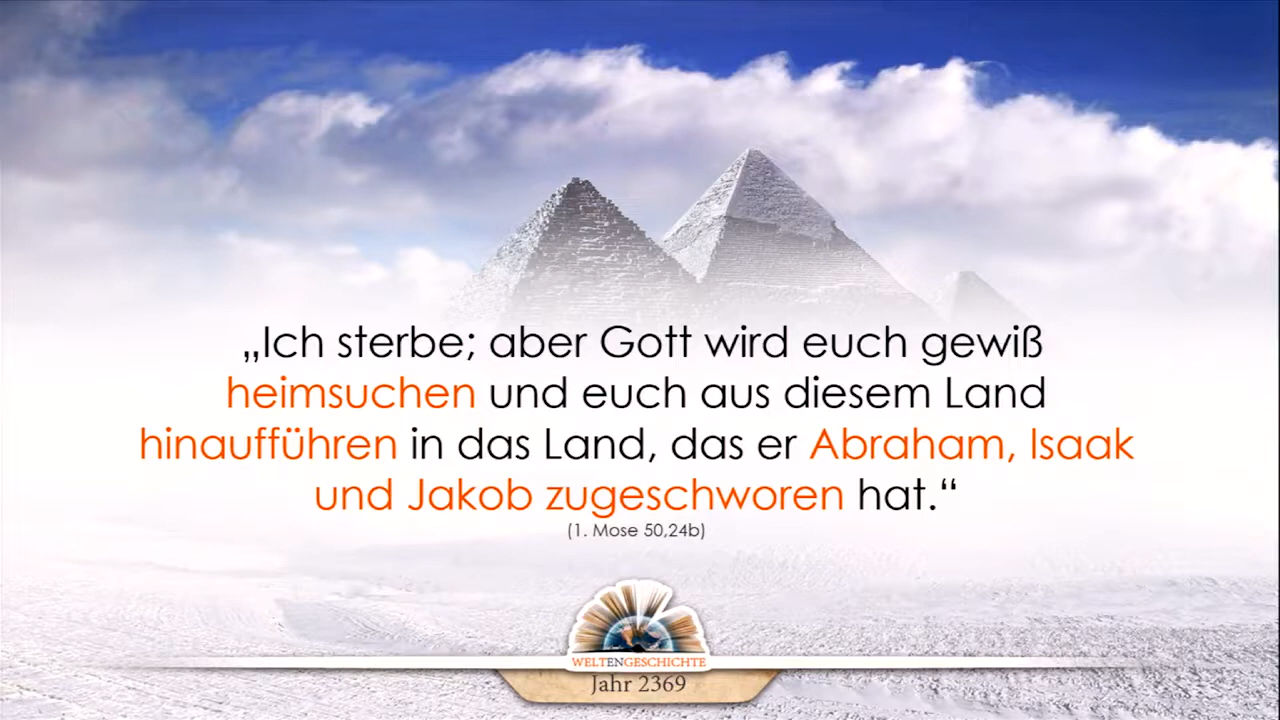 „Ich sterbe; aber Gott wird euch gewiß
heimsuchen und euch aus diesem Land
hinaufführen in das Land, das er Abraham, Isaak
und Jakob zugeschworen hat.“
(1. Mose 50,24b)
WELTENGESCHICHTE
Jahr 2369